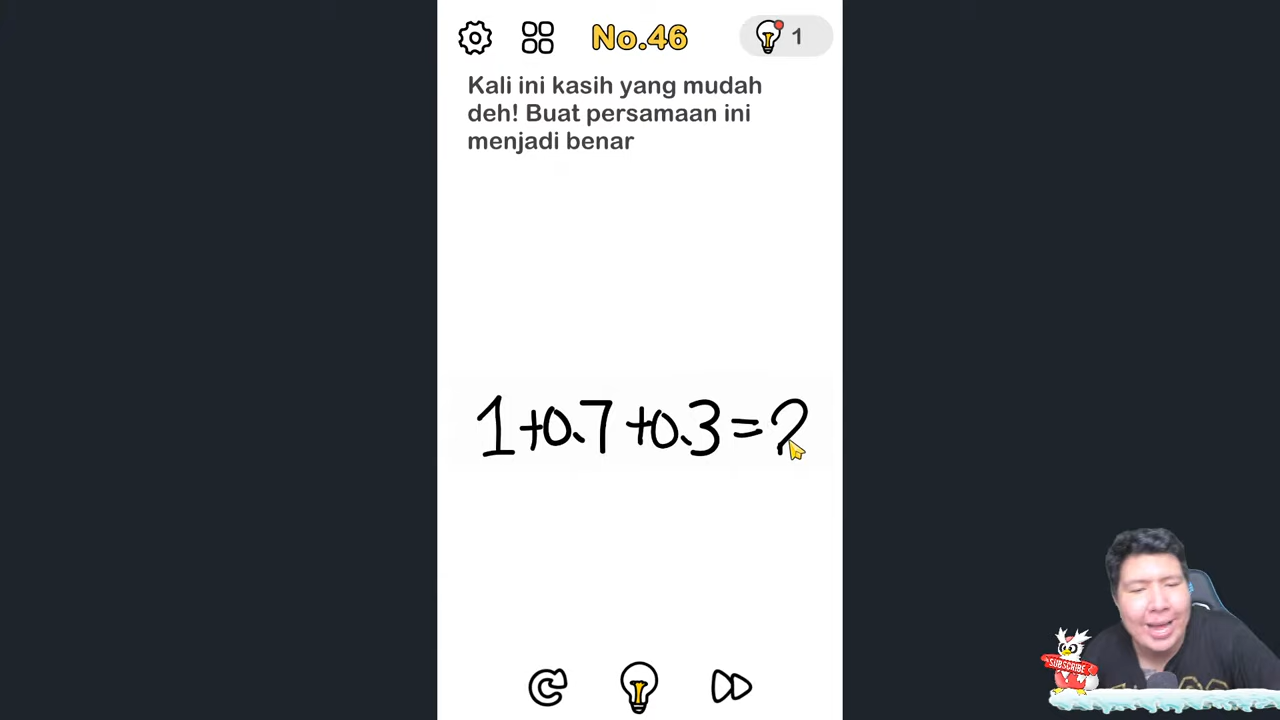 No.46
1
Kali ini kasih yang mudah
deh! Buat persamaan ini
menjadi benar
1+0.7+0.3=?
SUBSCRIBE